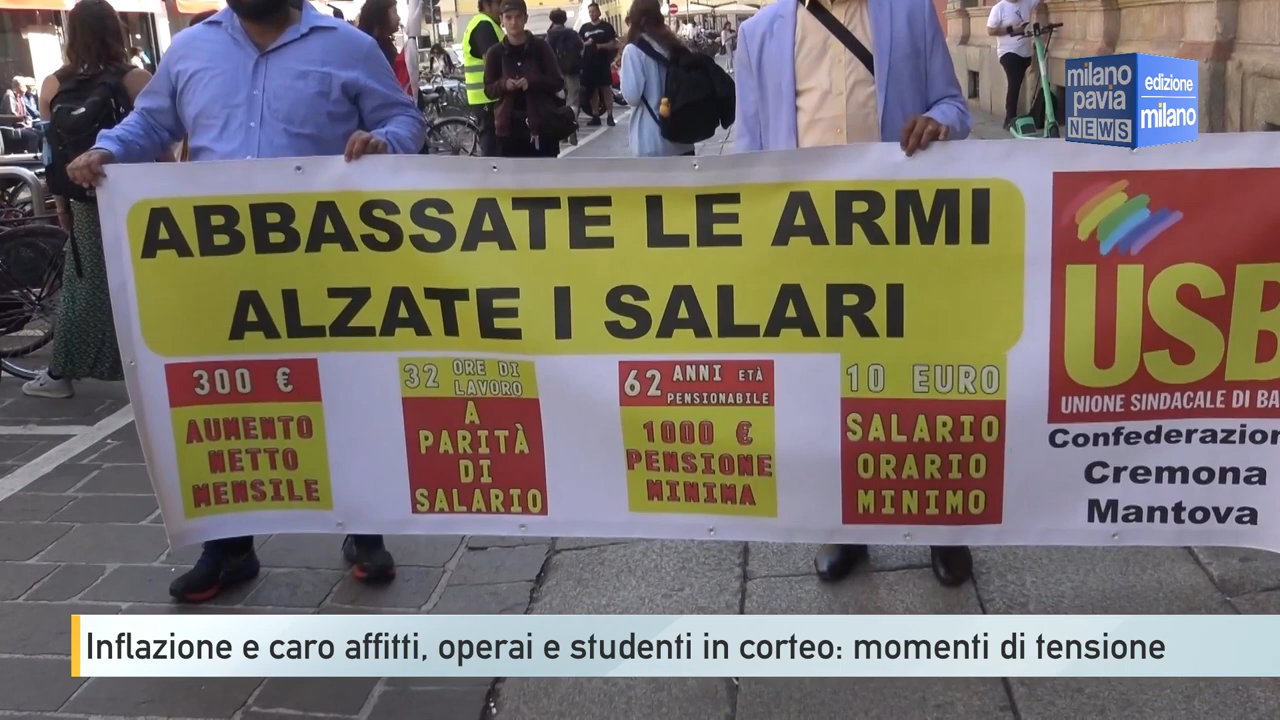 milano
pavia
NEWS
edizione
milano
ABBASSATE LE ARMI
ALZATE I SALARI
300 €
AUMENTO
NETTO
MENSILE
32 ORE DI
LAVORO
A
PARITÀ
DI
SALARIO
62 ANNI ETÀ
PENSIONABILE
1000 €
PENSIONE
MINIMA
10 EURO
SALARIO
ORARIO
MINIMO
USB
UNIONE SINDACALE DI BA
Confederazion
Cremona
Mantova
Inflazione e caro affitti, operai e studenti in corteo: momenti di tensione